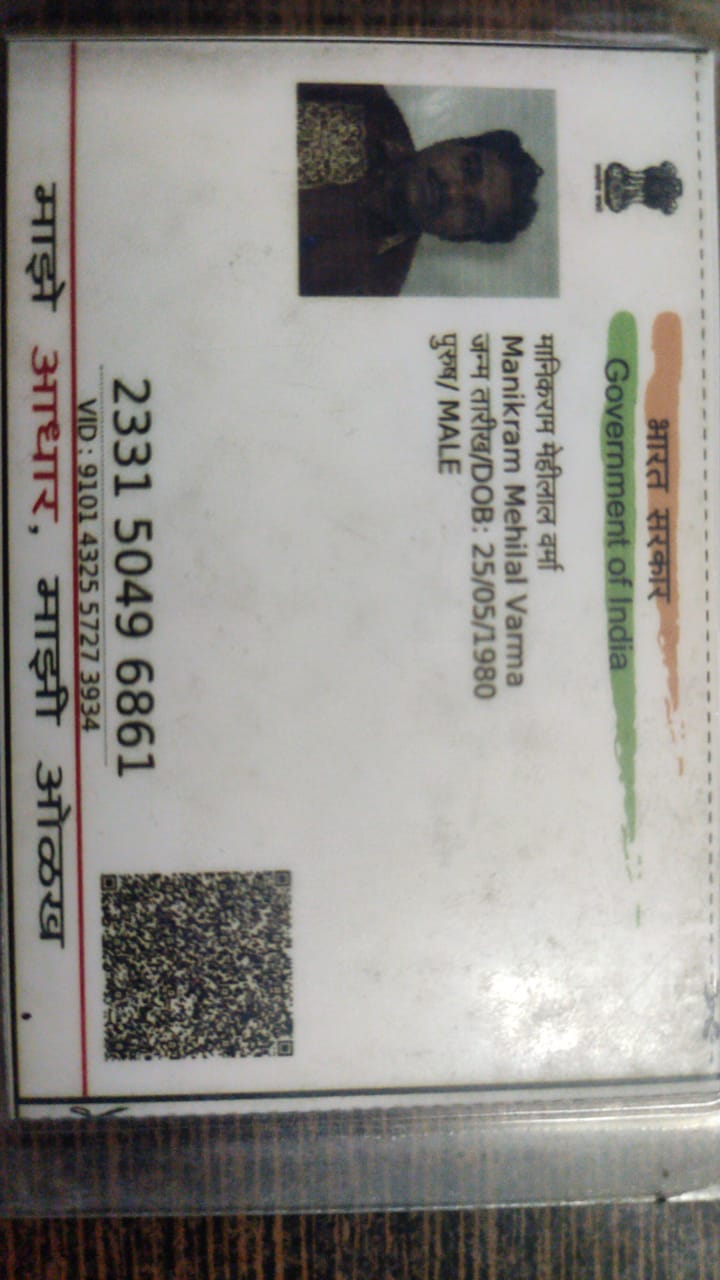 भारत सरकार
Government of India
मानिकराम मेहीलाल वर्मा
Manikram Mehilal Varma
जन्म तारीख/DOB: 25/05/1980
पुरुष/ MALE
2331 5049 6861
VID : 9101 4325 5727 3934
माझे आधार, माझी ओळख